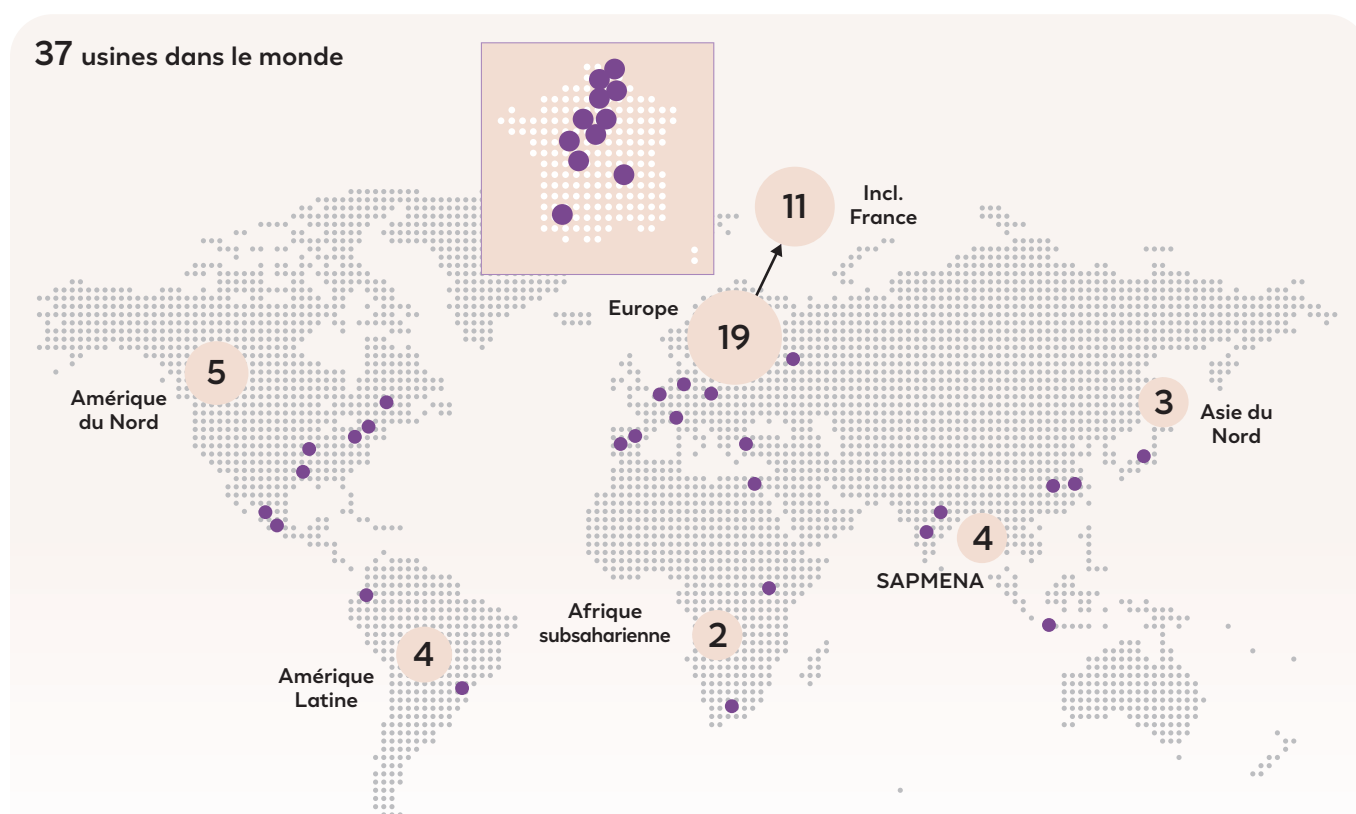 37 usines dans le monde
11
Incl.
France
Europe
19
5
Amérique
du Nord
3
Asie du
Nord
4
SAPMENA
Afrique
subsaharienne
2
4
Amérique
Latine